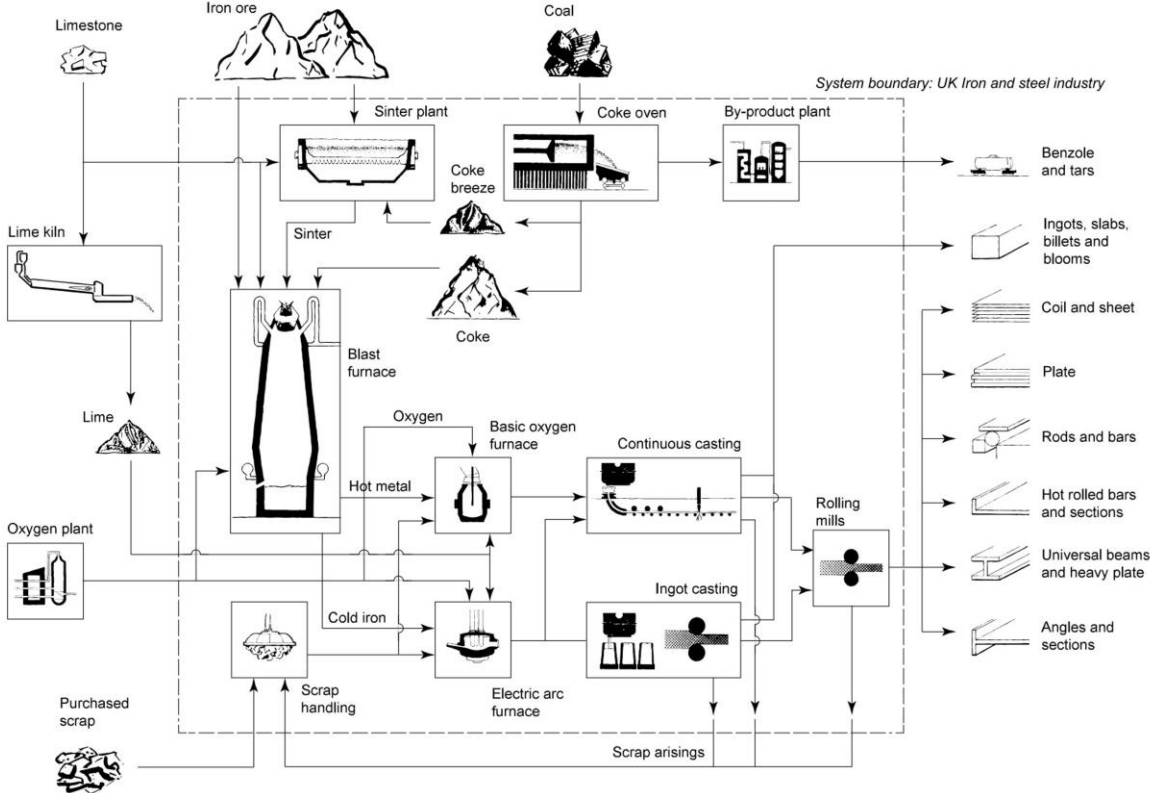 Limestone
Iron ore
Coal
System boundary: UK Iron and steel industry
Sinter plant
Coke oven
By-product plant
Benzole
and tars
Coke
breeze
Ingots, slabs,
billets and
blooms
Lime kiln
Sinter
Coil and sheet
Coke
Blast
furnace
Plate
Lime
Oxygen
Basic oxygen
furnace
Continuous casting
Rods and bars
Hot metal
Rolling
mills
Hot rolled bars
and sections
Oxygen plant
Universal beams
and heavy plate
Ingot casting
Cold iron
Angles and
sections
Scrap
handling
Electric arc
furnace
Purchased
scrap
Scrap arisings